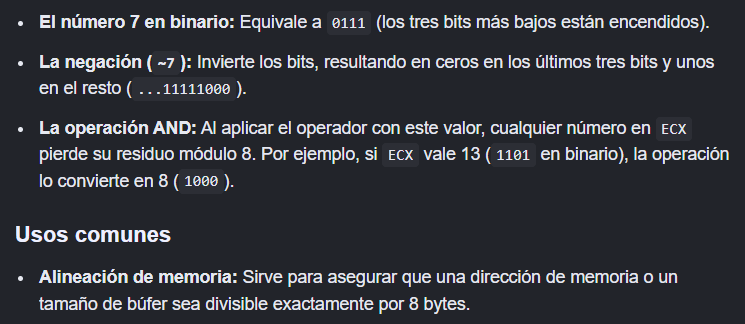 • El número 7 en binario: Equivale a 0111 (los tres bits más bajos están encendidos).
• La negación ( ~7 ): Invierte los bits, resultando en ceros en los últimos tres bits y unos
en el resto ( ...11111000 ).
• La operación AND: Al aplicar el operador con este valor, cualquier número en ECX
pierde su residuo módulo 8. Por ejemplo, si ECX vale 13 ( 1101 en binario), la operación
lo convierte en 8 ( 1000 ).
Usos comunes
• Alineación de memoria: Sirve para asegurar que una dirección de memoria o un
tamaño de búfer sea divisible exactamente por 8 bytes.